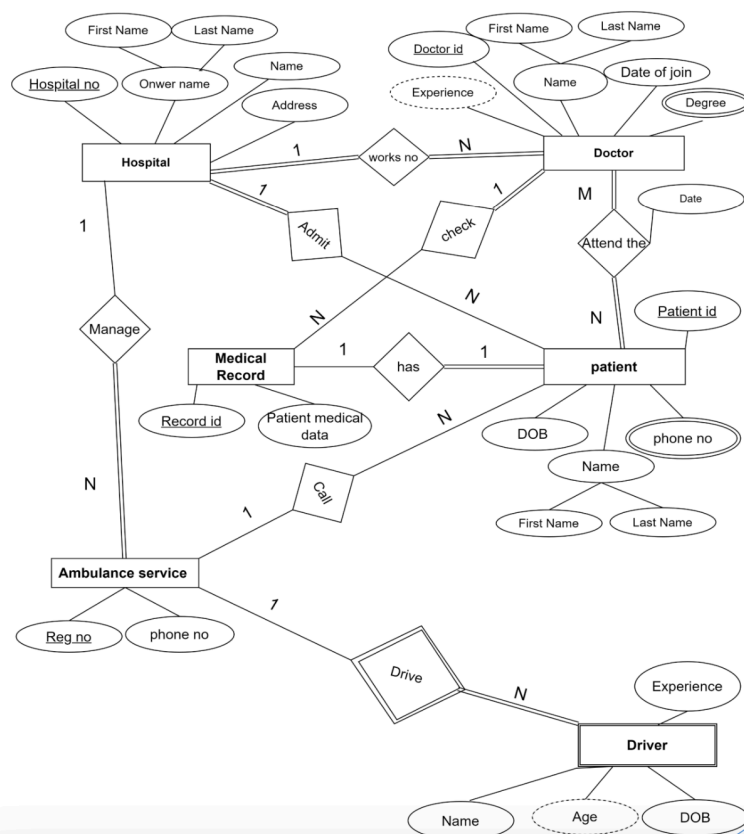 First Name
Last Name
Hospital no
Onwer name
Name
Address
Hospital
Doctor id
First Name
Last Name
Experience
Name
Date of join
Degree
Doctor
1
works no
N
1
Admit
N
1
check
N
M
Attend the
Date
N
1
Manage
N
Medical
Record
1
has
1
patient
Patient id
Record id
Patient medical
data
DOB
Name
phone no
First Name
Last Name
N
Call
1
Ambulance service
Reg no
phone no
1
Drive
N
Experience
Driver
Name
Age
DOB